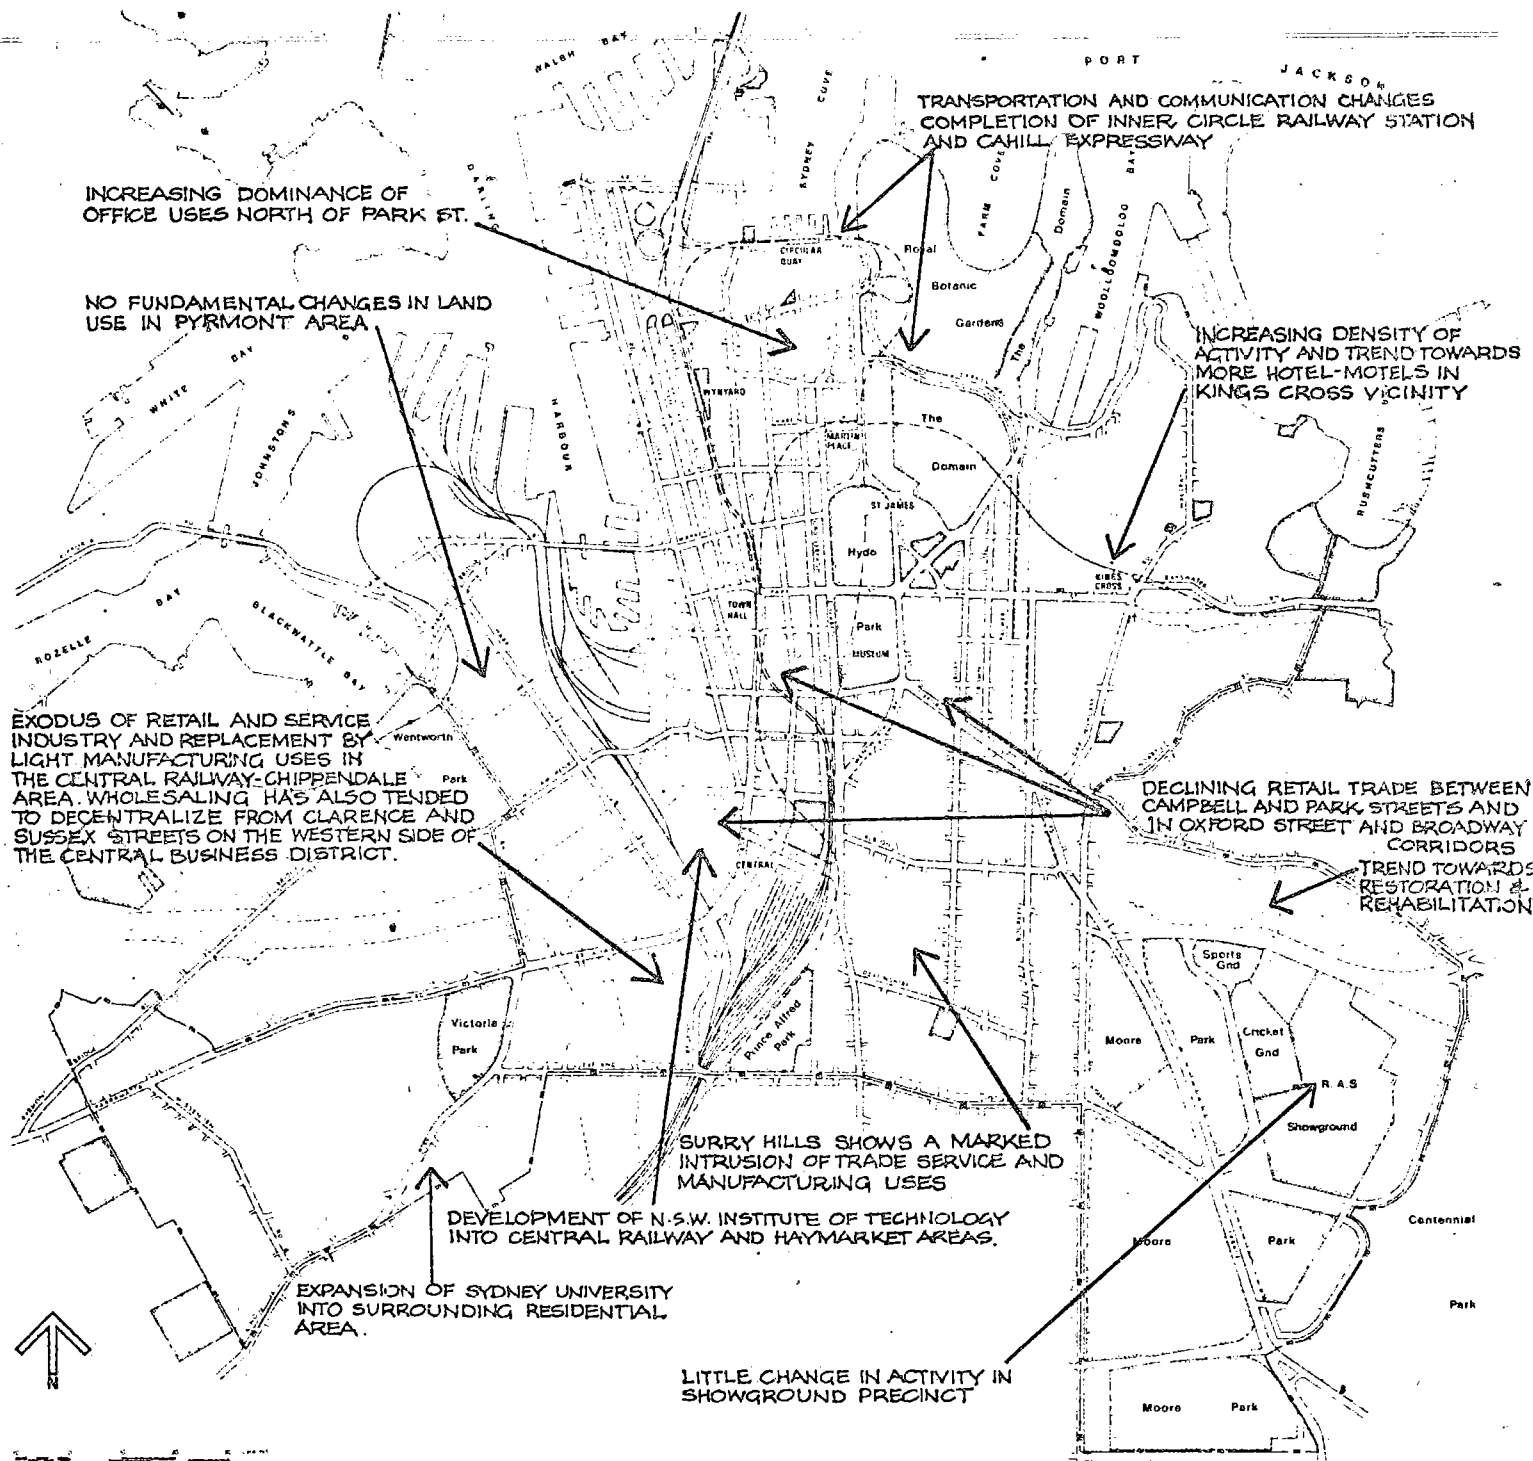 WALSH BAY
PORT
JACKSON
TRANSPORTATION AND COMMUNICATION CHANGES
COMPLETION OF INNER CIRCLE RAILWAY STATION
AND CAHILL EXPRESSWAY
SYDNEY COVE
FARM COVE
Domain
WOOLLOOMOOLOO BAY
DARLING
INCREASING DOMINANCE OF
OFFICE USES NORTH OF PARK ST.
CIRCULAR
QUAY
Royal
Botanic
Gardens
The
NO FUNDAMENTAL CHANGES IN LAND
USE IN PYRMONT AREA
INCREASING DENSITY OF
ACTIVITY AND TREND TOWARDS
MORE HOTEL-MOTELS IN
KINGS CROSS VICINITY
WHITE BAY
JOHNSTONS
HARBOUR
WYNYARD
The
Domain
MARTIN
PLACE
ST JAMES
RUSHCUTTERS
Hyde
KINGS
CROSS
TOWN
HALL
Park
MUSEUM
ROZELLE BAY
BLACKWATTLE BAY
EXODUS OF RETAIL AND SERVICE
INDUSTRY AND REPLACEMENT BY
LIGHT MANUFACTURING USES IN
THE CENTRAL RAILWAY-CHIPPENDALE
AREA. WHOLESALING HAS ALSO TENDED
TO DECENTRALIZE FROM CLARENCE AND
SUSSEX STREETS ON THE WESTERN SIDE OF
THE CENTRAL BUSINESS DISTRICT.
Wentworth
Park
DECLINING RETAIL TRADE BETWEEN
CAMPBELL AND PARK STREETS AND
IN OXFORD STREET AND BROADWAY
CORRIDORS
CENTRAL
TREND TOWARDS
RESTORATION &
REHABILITATION
Sports
Gnd
Victoria
Park
Prince Alfred
Park
Moore Park
Cricket
Gnd
R.A.S
Showground
SURRY HILLS SHOWS A MARKED
INTRUSION OF TRADE SERVICE AND
MANUFACTURING USES
DEVELOPMENT OF N.S.W. INSTITUTE OF TECHNOLOGY
INTO CENTRAL RAILWAY AND HAYMARKET AREAS.
Moore Park
Centennial
Park
EXPANSION OF SYDNEY UNIVERSITY
INTO SURROUNDING RESIDENTIAL
AREA.
N
LITTLE CHANGE IN ACTIVITY IN
SHOWGROUND PRECINCT
Moore Park